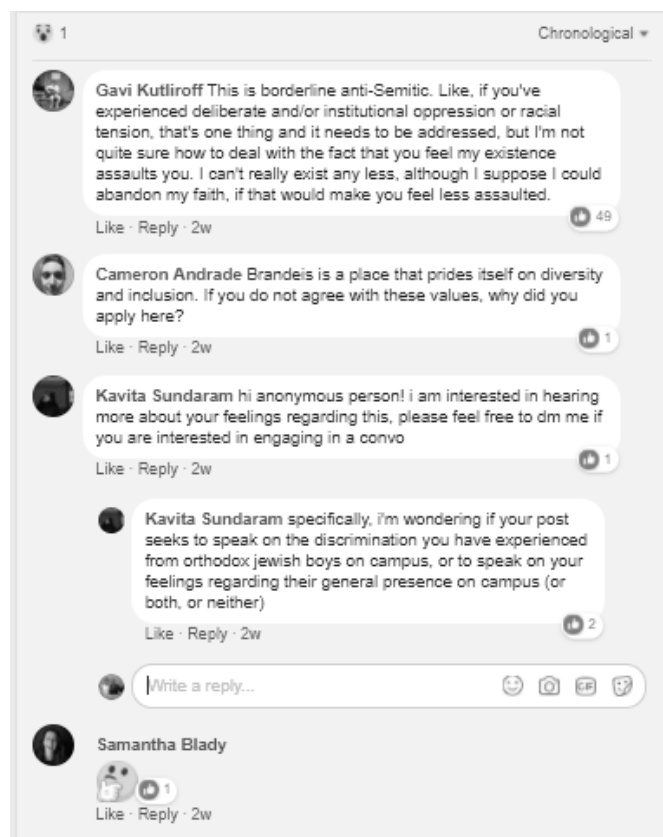 1 Chronological
Gavi Kutliroff This is borderline anti-Semitic. Like, if you've
experienced deliberate and/or institutional oppression or racial
tension, that's one thing and it needs to be addressed, but I'm not
quite sure how to deal with the fact that you feel my existence
assaults you. I can't really exist any less, although I suppose I could
abandon my faith, if that would make you feel less assaulted.
49
Like · Reply · 2w
Cameron Andrade Brandeis is a place that prides itself on diversity
and inclusion. If you do not agree with these values, why did you
apply here?
1
Like · Reply · 2w
Kavita Sundaram hi anonymous person! i am interested in hearing
more about your feelings regarding this, please feel free to dm me if
you are interested in engaging in a convo
1
Like · Reply · 2w
Kavita Sundaram specifically, i'm wondering if your post
seeks to speak on the discrimination you have experienced
from orthodox jewish boys on campus, or to speak on your
feelings regarding their general presence on campus (or
both, or neither)
2
Like · Reply · 2w
Write a reply...
GIF
Samantha Blady
1
Like · Reply · 2w